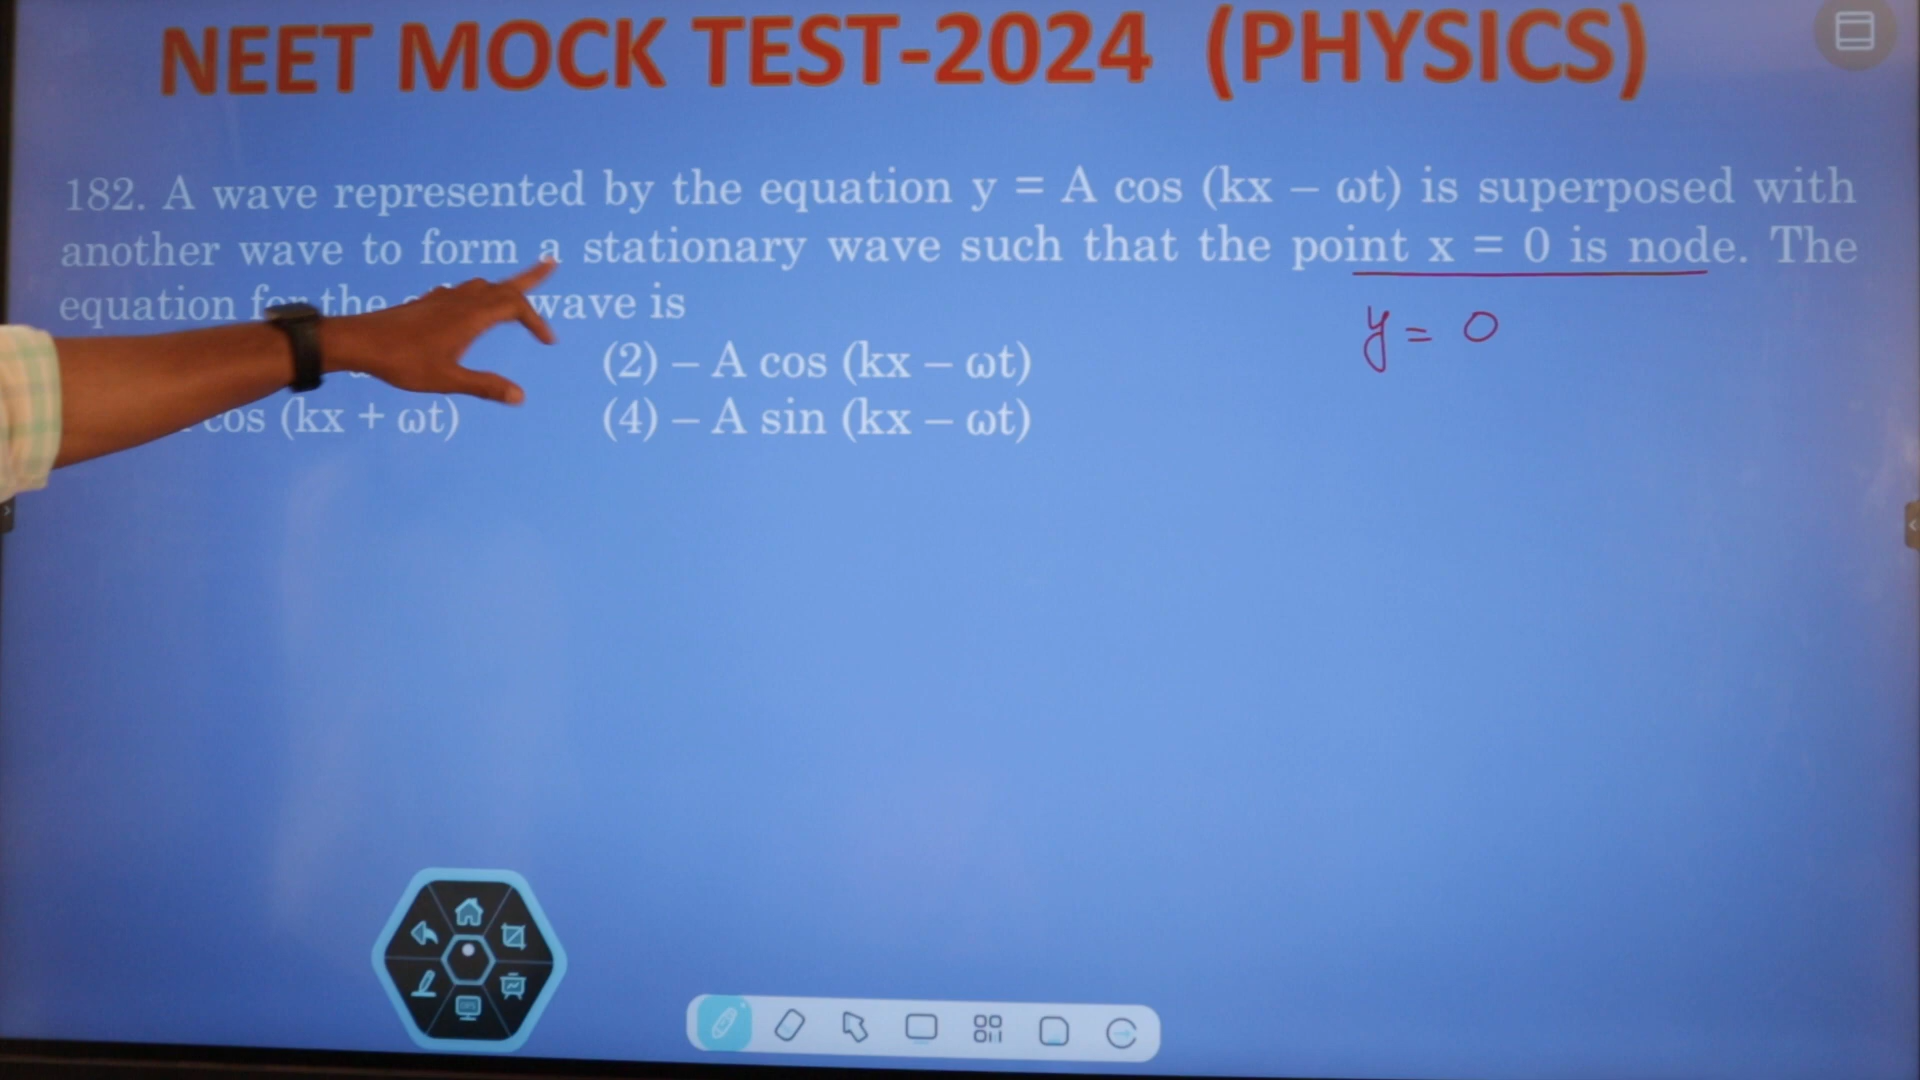 NEET MOCK TEST-2024 (PHYSICS)
182. A wave represented by the equation y = A cos (kx – ωt) is superposed with
another wave to form a stationary wave such that the point x = 0 is node. The
equation for the wave is
y = 0
(2) – A cos (kx – ωt)
cos (kx + ωt) (4) – A sin (kx – ωt)